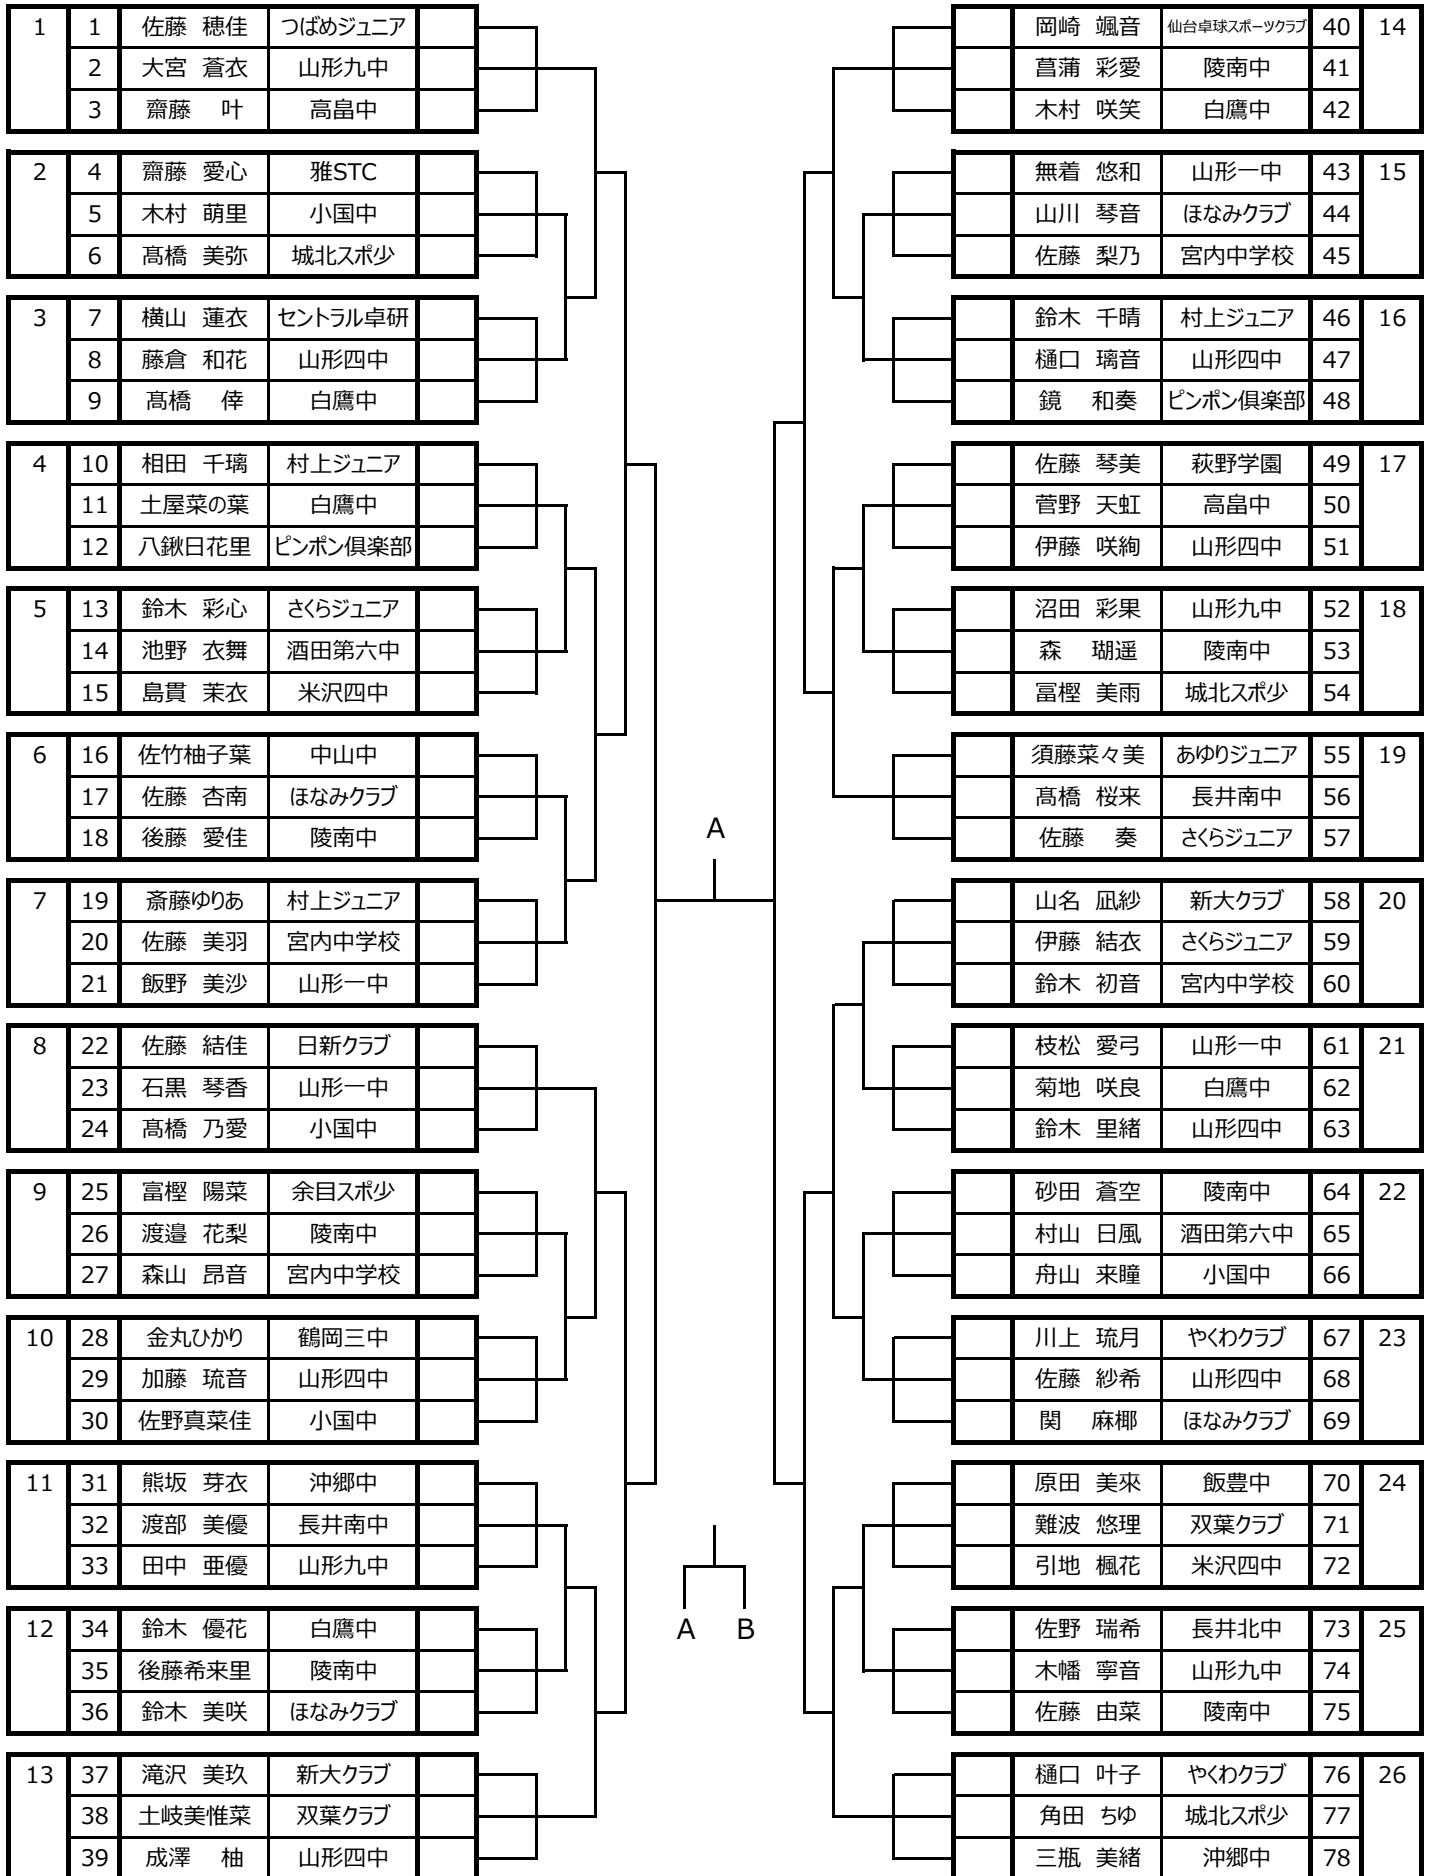 1 1 佐藤 穂佳 つばめジュニア
2 大宮 蒼衣 山形九中
3 齋藤 叶 高畠中
2 4 齋藤 愛心 雅STC
5 木村 萌里 小国中
6 髙橋 美弥 城北スポ少
3 7 横山 蓮衣 セントラル卓研
8 藤倉 和花 山形四中
9 髙橋 倖 白鷹中
4 10 相田 千璃 村上ジュニア
11 土屋菜の葉 白鷹中
12 八鍬日花里 ピンポン倶楽部
5 13 鈴木 彩心 さくらジュニア
14 池野 衣舞 酒田第六中
15 島貫 茉衣 米沢四中
6 16 佐竹柚子葉 中山中
17 佐藤 杏南 ほなみクラブ
18 後藤 愛佳 陵南中
7 19 斎藤ゆりあ 村上ジュニア
20 佐藤 美羽 宮内中学校
21 飯野 美沙 山形一中
8 22 佐藤 結佳 日新クラブ
23 石黒 琴香 山形一中
24 髙橋 乃愛 小国中
9 25 富樫 陽菜 余目スポ少
26 渡邉 花梨 陵南中
27 森山 昂音 宮内中学校
10 28 金丸ひかり 鶴岡三中
29 加藤 琉音 山形四中
30 佐野真菜佳 小国中
11 31 熊坂 芽衣 沖郷中
32 渡部 美優 長井南中
33 田中 亜優 山形九中
12 34 鈴木 優花 白鷹中
35 後藤希来里 陵南中
36 鈴木 美咲 ほなみクラブ
13 37 滝沢 美玖 新大クラブ
38 土岐美惟菜 双葉クラブ
39 成澤 柚 山形四中
A
A B
岡崎 颯音 仙台卓球スポーツクラブ 40 14
菖蒲 彩愛 陵南中 41
木村 咲笑 白鷹中 42
無着 悠和 山形一中 43 15
山川 琴音 ほなみクラブ 44
佐藤 梨乃 宮内中学校 45
鈴木 千晴 村上ジュニア 46 16
樋口 璃音 山形四中 47
鏡 和奏 ピンポン倶楽部 48
佐藤 琴美 萩野学園 49 17
菅野 天虹 高畠中 50
伊藤 咲絢 山形四中 51
沼田 彩果 山形九中 52 18
森 瑚遥 陵南中 53
冨樫 美雨 城北スポ少 54
須藤菜々美 あゆりジュニア 55 19
髙橋 桜来 長井南中 56
佐藤 奏 さくらジュニア 57
山名 凪紗 新大クラブ 58 20
伊藤 結衣 さくらジュニア 59
鈴木 初音 宮内中学校 60
枝松 愛弓 山形一中 61 21
菊地 咲良 白鷹中 62
鈴木 里緒 山形四中 63
砂田 蒼空 陵南中 64 22
村山 日風 酒田第六中 65
舟山 来瞳 小国中 66
川上 琉月 やくわクラブ 67 23
佐藤 紗希 山形四中 68
関 麻椰 ほなみクラブ 69
原田 美來 飯豊中 70 24
難波 悠理 双葉クラブ 71
引地 楓花 米沢四中 72
佐野 瑞希 長井北中 73 25
木幡 寧音 山形九中 74
佐藤 由菜 陵南中 75
樋口 叶子 やくわクラブ 76 26
角田 ちゆ 城北スポ少 77
三瓶 美緒 沖郷中 78